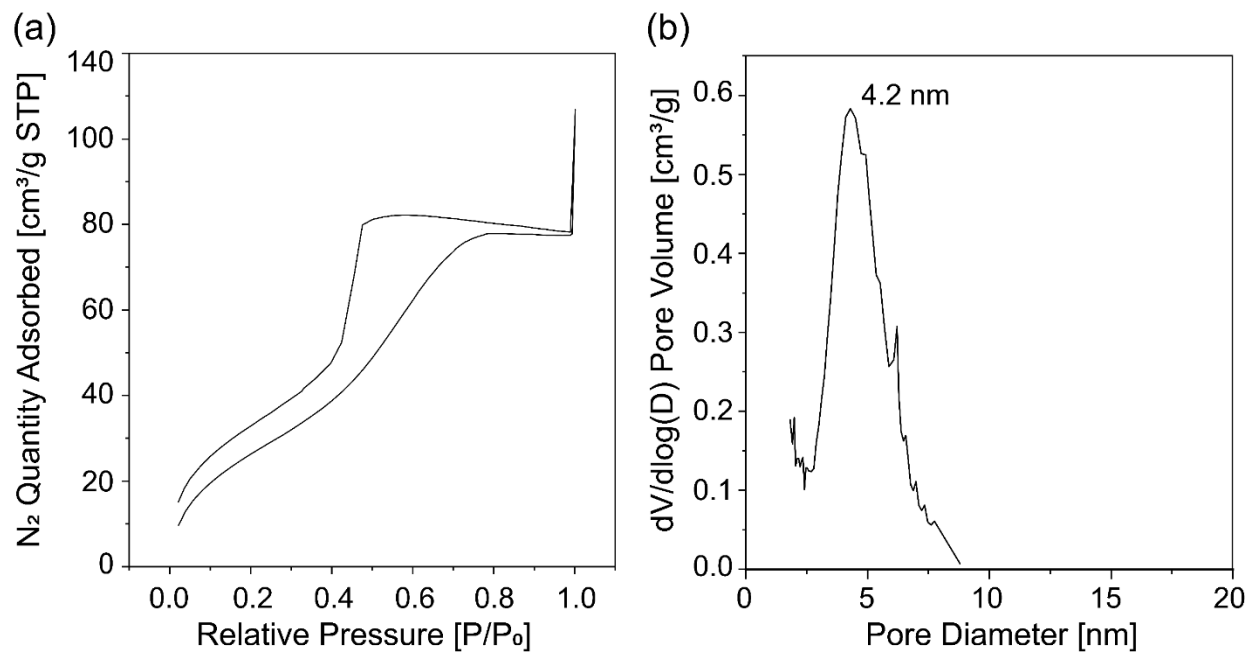 (a)
N₂ Quantity Adsorbed [cm³/g STP]
140
120
100
80
60
40
20
0
0.0 0.2 0.4 0.6 0.8 1.0
Relative Pressure [P/P₀]
(b)
dV/dlog(D) Pore Volume [cm³/g]
4.2 nm
0.6
0.5
0.4
0.3
0.2
0.1
0.0
0 5 10 15 20
Pore Diameter [nm]